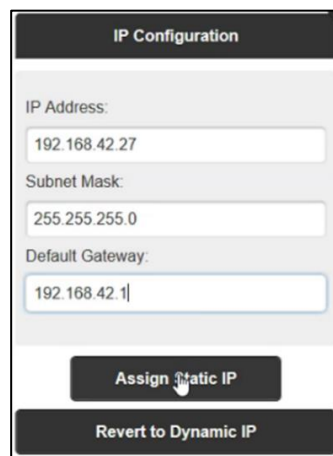 IP Configuration
IP Address:
192.168.42.27
Subnet Mask:
255.255.255.0
Default Gateway:
192.168.42.1
Assign Static IP
Revert to Dynamic IP